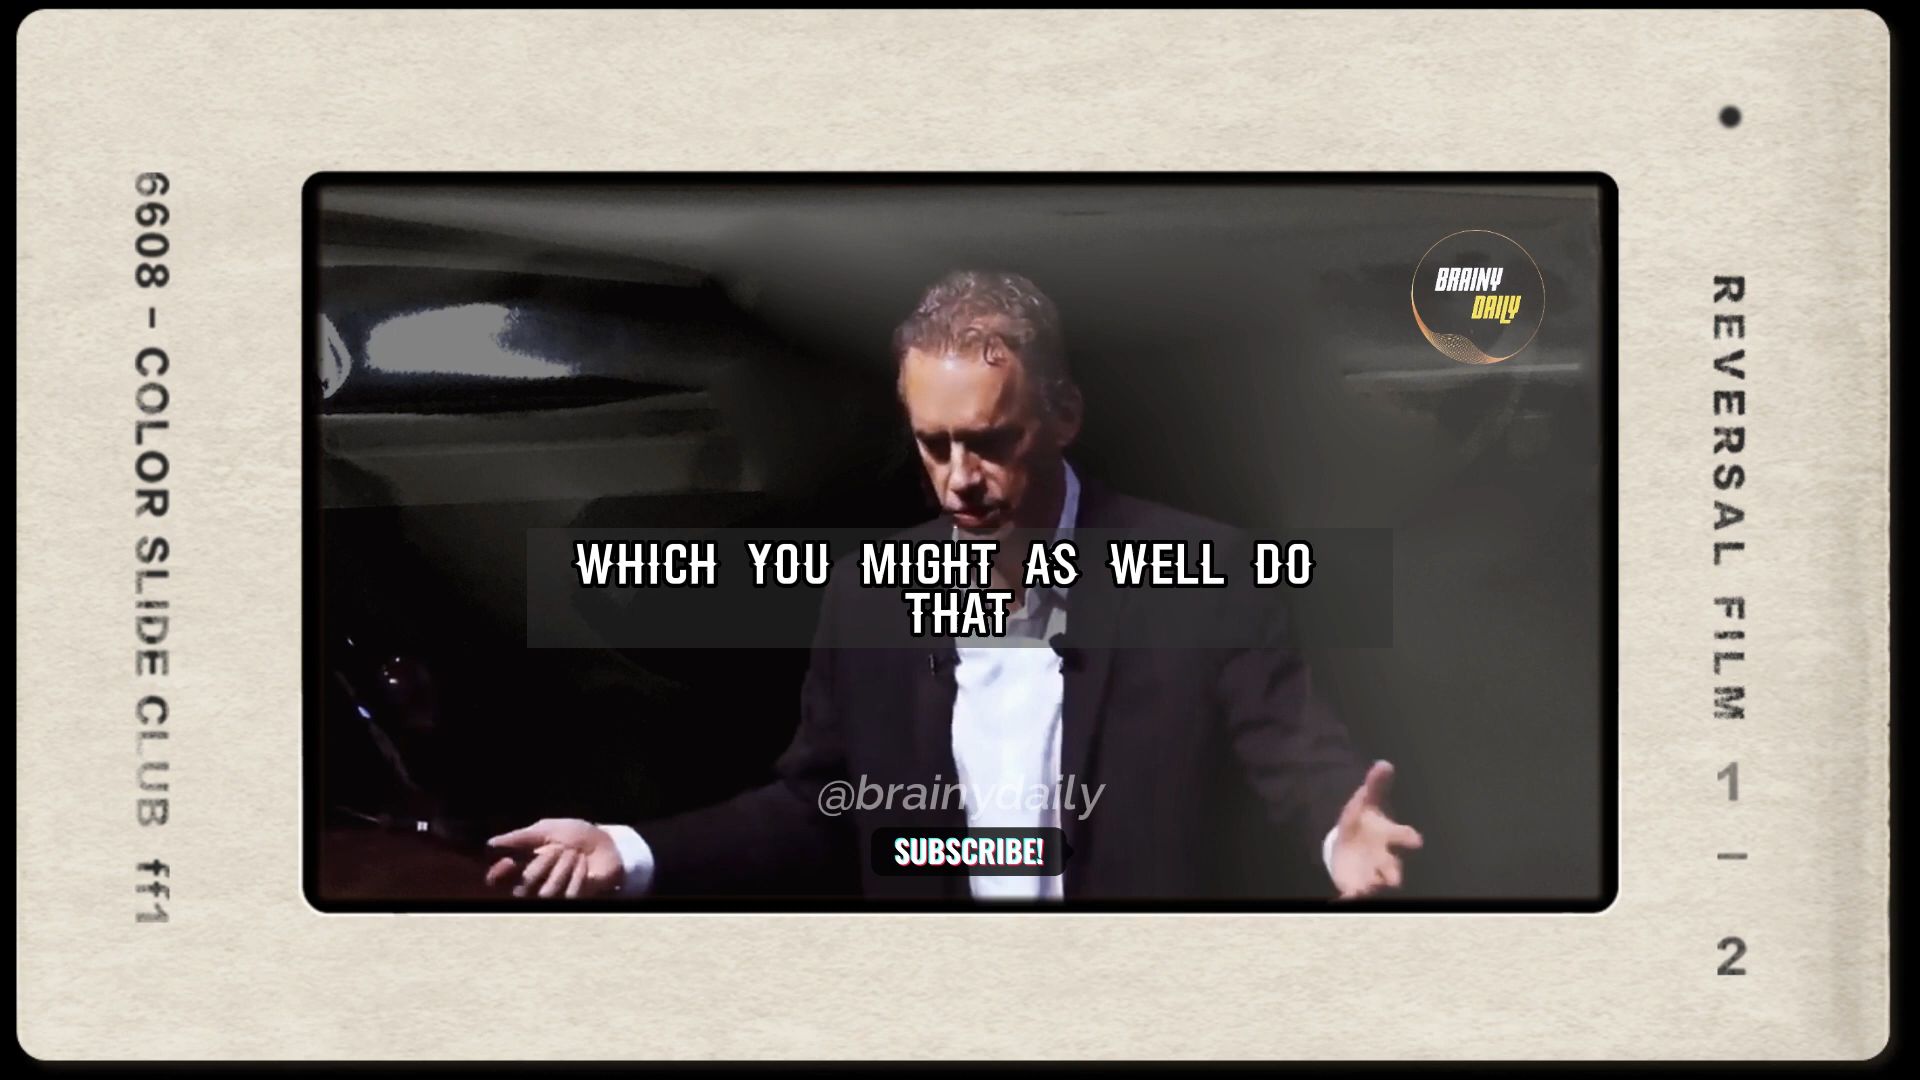 6608 - COLOR SLIDE CLUB ff1
BRAINY
DAILY
WHICH YOU MIGHT AS WELL DO
THAT
@brainydaily
SUBSCRIBE!
REVERSAL FILM 1 - 2